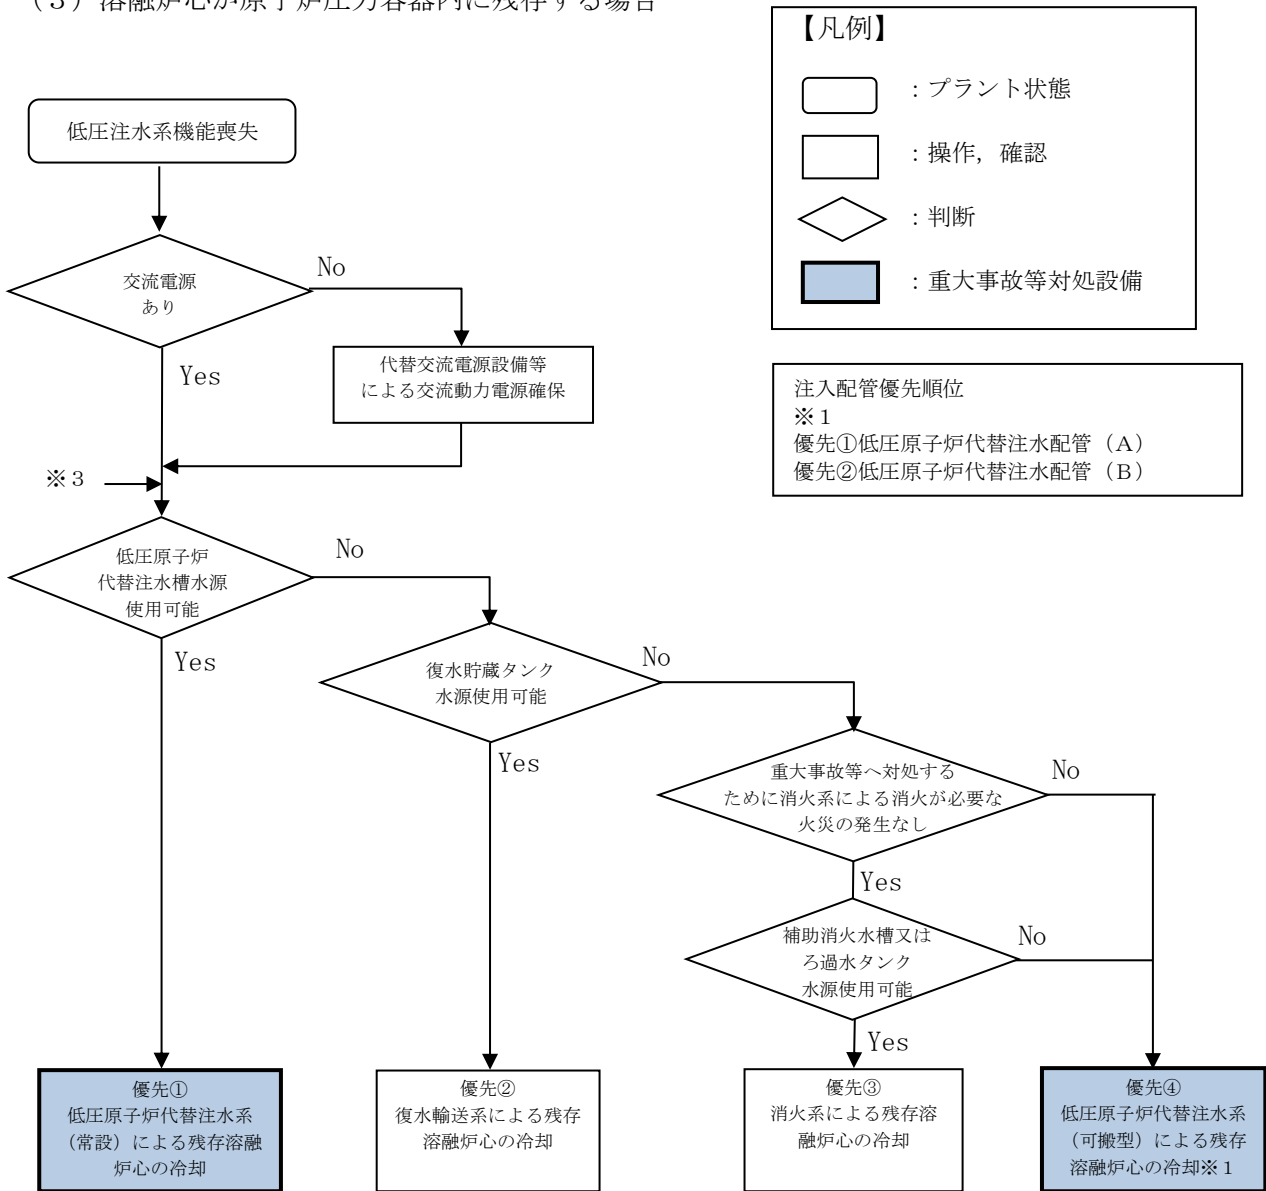 （３）溶融炉心が原子炉圧力容器内に残存する場合
【凡例】
：プラント状態
：操作，確認
：判断
：重大事故等対処設備
注入配管優先順位
※１
優先①低圧原子炉代替注水配管（Ａ）
優先②低圧原子炉代替注水配管（Ｂ）
低圧注水系機能喪失
交流電源
あり
No
Yes
代替交流電源設備等
による交流動力電源確保
※３
低圧原子炉
代替注水槽水源
使用可能
No
Yes
復水貯蔵タンク
水源使用可能
No
Yes
重大事故等へ対処する
ために消火系による消火が必要な
火災の発生なし
No
Yes
補助消火水槽又は
ろ過水タンク
水源使用可能
No
Yes
優先①
低圧原子炉代替注水系
（常設）による残存溶融
炉心の冷却
優先②
復水輸送系による残存
溶融炉心の冷却
優先③
消火系による残存溶
融炉心の冷却
優先④
低圧原子炉代替注水系
（可搬型）による残存
溶融炉心の冷却※１